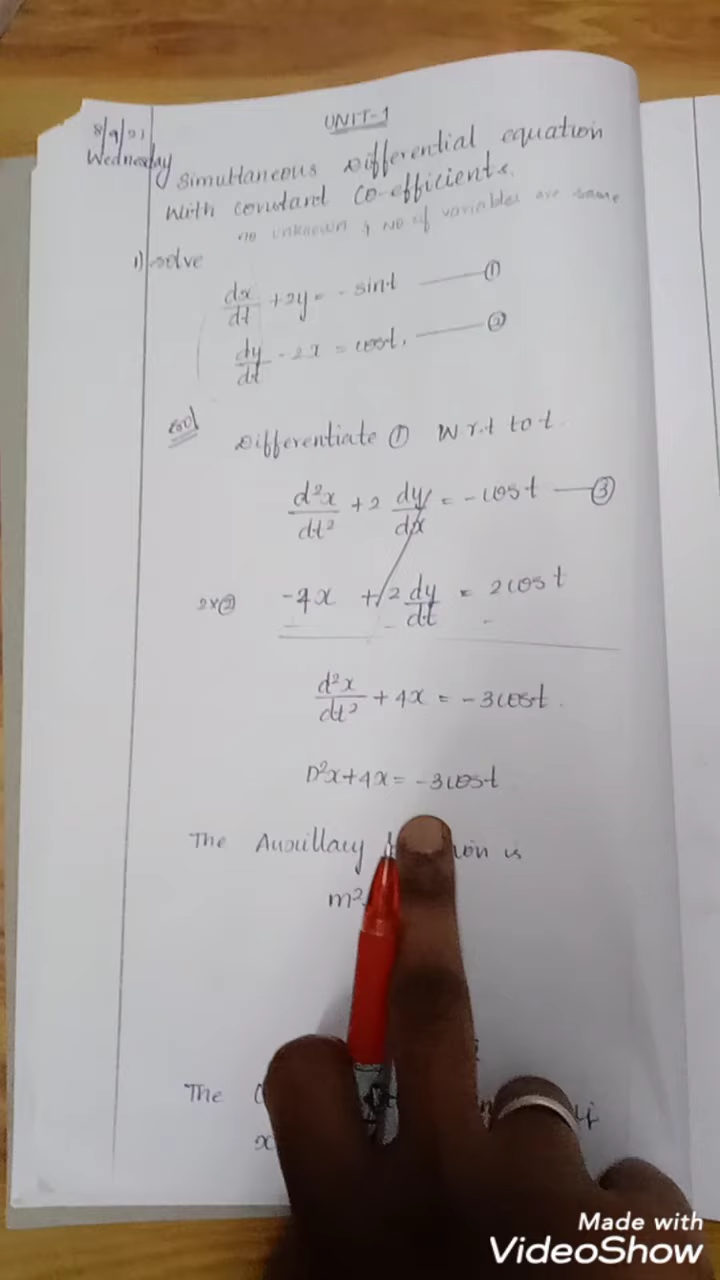 UNIT-1
8/9/21
Wednesday
Simultaneous Differential equation
With constant Co-efficients.
no unknown & no of variables are same
1) solve
dx/dt + 2y = - sint ——— ①
dy/dt - 2x = cost, ——— ②
Sol
Differentiate ① w r.t to t.
d²x/dt² + 2 dy/dx = - cost — ③
2x② -4x + 2 dy/dt = 2cost
- -
d²x/dt² + 4x = -3cost.
D²x+4x = -3cost
The Auxillary is
m²
The
x
Made with
VideoShow